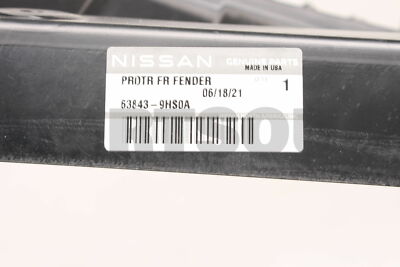 NISSAN
GENUINE PARTS
MADE IN USA
PROTR FR FENDER
1
06/18/21
63843-9HS0A